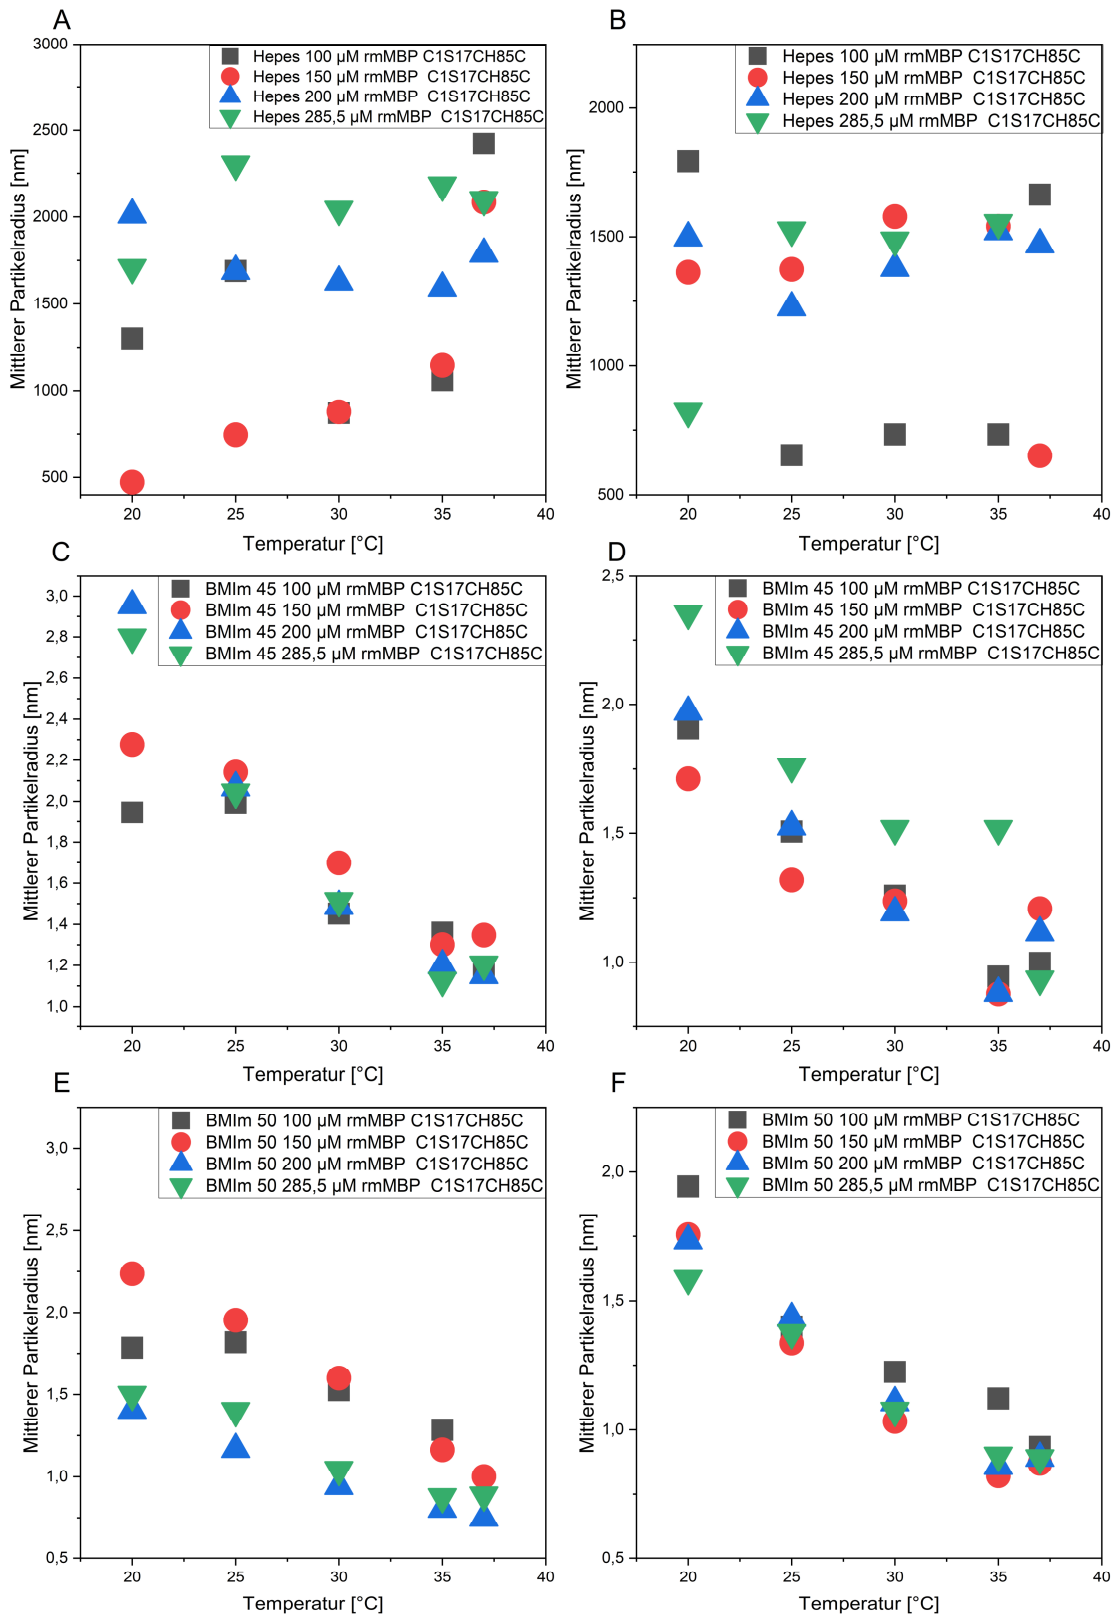 A
3000
2500
2000
1500
1000
500
20
25
30
35
40
Mittlerer Partikelradius [nm]
Temperatur [°C]
Hepes 100 µM rmMBP C1S17CH85C
Hepes 150 µM rmMBP C1S17CH85C
Hepes 200 µM rmMBP C1S17CH85C
Hepes 285,5 µM rmMBP C1S17CH85C
B
2000
1500
1000
500
20
25
30
35
40
Mittlerer Partikelradius [nm]
Temperatur [°C]
Hepes 100 µM rmMBP C1S17CH85C
Hepes 150 µM rmMBP C1S17CH85C
Hepes 200 µM rmMBP C1S17CH85C
Hepes 285,5 µM rmMBP C1S17CH85C
C
3,0
2,8
2,6
2,4
2,2
2,0
1,8
1,6
1,4
1,2
1,0
20
25
30
35
40
Mittlerer Partikelradius [nm]
Temperatur [°C]
BMIm 45 100 µM rmMBP C1S17CH85C
BMIm 45 150 µM rmMBP C1S17CH85C
BMIm 45 200 µM rmMBP C1S17CH85C
BMIm 45 285,5 µM rmMBP C1S17CH85C
D
2,5
2,0
1,5
1,0
20
25
30
35
40
Mittlerer Partikelradius [nm]
Temperatur [°C]
BMIm 45 100 µM rmMBP C1S17CH85C
BMIm 45 150 µM rmMBP C1S17CH85C
BMIm 45 200 µM rmMBP C1S17CH85C
BMIm 45 285,5 µM rmMBP C1S17CH85C
E
3,0
2,5
2,0
1,5
1,0
0,5
20
25
30
35
40
Mittlerer Partikelradius [nm]
Temperatur [°C]
BMIm 50 100 µM rmMBP C1S17CH85C
BMIm 50 150 µM rmMBP C1S17CH85C
BMIm 50 200 µM rmMBP C1S17CH85C
BMIm 50 285,5 µM rmMBP C1S17CH85C
F
2,0
1,5
1,0
0,5
20
25
30
35
40
Mittlerer Partikelradius [nm]
Temperatur [°C]
BMIm 50 100 µM rmMBP C1S17CH85C
BMIm 50 150 µM rmMBP C1S17CH85C
BMIm 50 200 µM rmMBP C1S17CH85C
BMIm 50 285,5 µM rmMBP C1S17CH85C